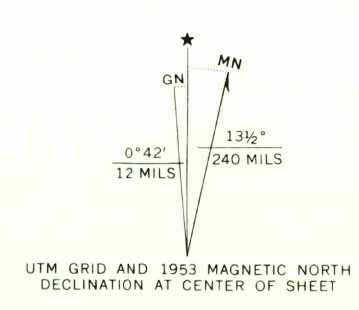 ★
MN
GN
0°42′
12 MILS
13½°
240 MILS
UTM GRID AND 1953 MAGNETIC NORTH
DECLINATION AT CENTER OF SHEET